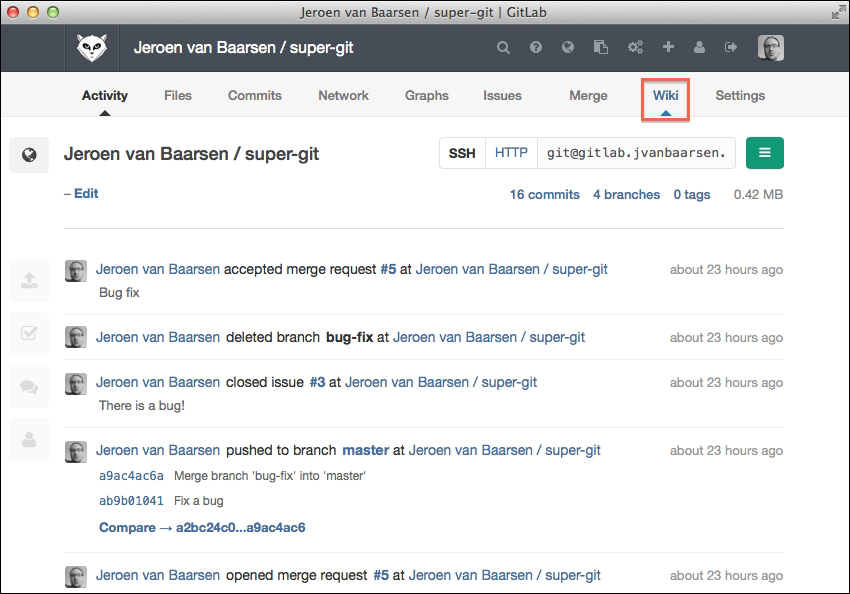 Jeroen van Baarsen / super-git | GitLab
Jeroen van Baarsen / super-git
Activity Files Commits Network Graphs Issues Merge Wiki Settings
Jeroen van Baarsen / super-git SSH HTTP git@gitlab.jvanbaarsen.
– Edit 16 commits 4 branches 0 tags 0.42 MB
Jeroen van Baarsen accepted merge request #5 at Jeroen van Baarsen / super-git about 23 hours ago
Bug fix
Jeroen van Baarsen deleted branch bug-fix at Jeroen van Baarsen / super-git about 23 hours ago
Jeroen van Baarsen closed issue #3 at Jeroen van Baarsen / super-git about 23 hours ago
There is a bug!
Jeroen van Baarsen pushed to branch master at Jeroen van Baarsen / super-git about 23 hours ago
a9ac4ac6a Merge branch 'bug-fix' into 'master'
ab9b01041 Fix a bug
Compare → a2bc24c0...a9ac4ac6
Jeroen van Baarsen opened merge request #5 at Jeroen van Baarsen / super-git about 23 hours ago